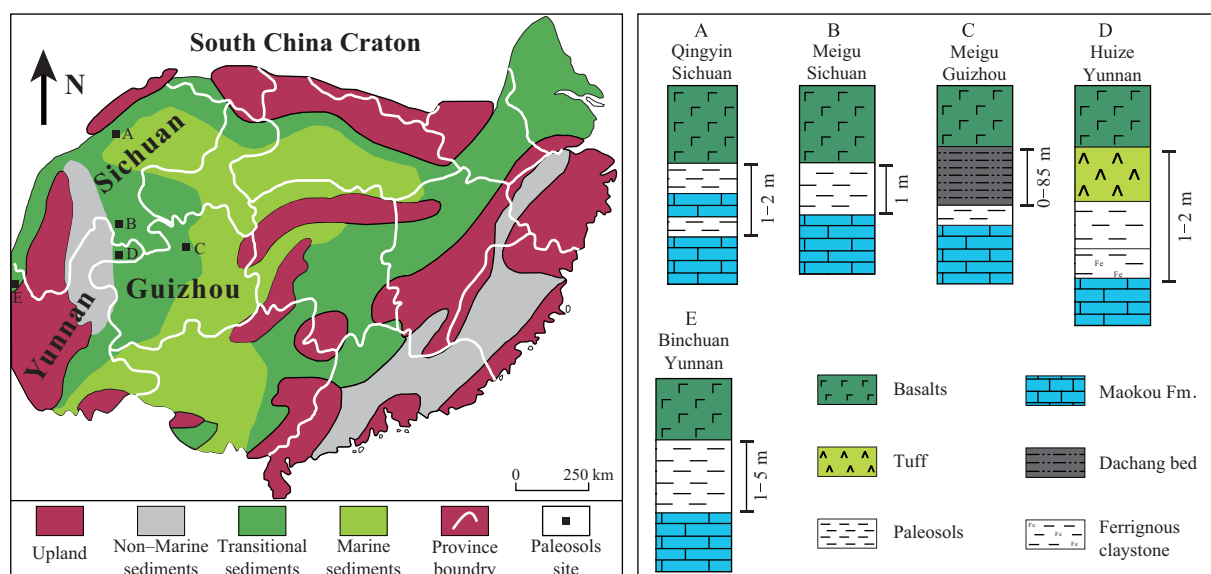 South China Craton
N
A
Sichuan
B
C
D
Guizhou
E
Yunnan
0 250 km
Upland
Non–Marine
sediments
Transitional
sediments
Marine
sediments
Province
boundry
Paleosols
site
A
Qingyin
Sichuan
1–2 m
B
Meigu
Sichuan
1 m
C
Meigu
Guizhou
0–85 m
D
Huize
Yunnan
Fe
Fe
1–2 m
E
Binchuan
Yunnan
1–5 m
Basalts
Maokou Fm.
Tuff
Dachang bed
Paleosols
Fe
Fe
Ferrignous
claystone